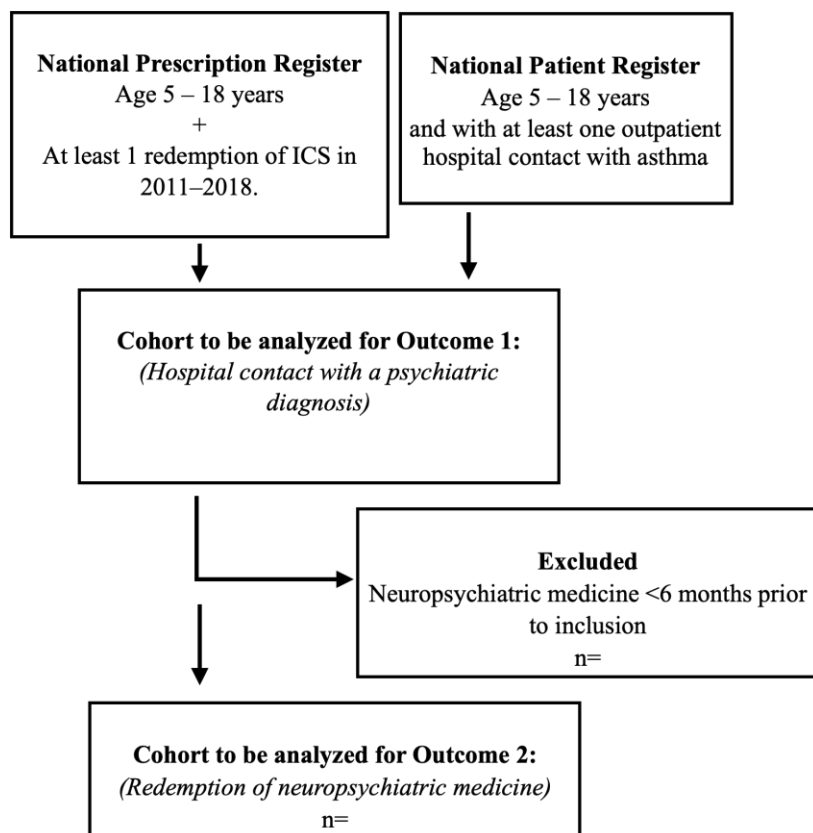 National Prescription Register
Age 5 – 18 years
+
At least 1 redemption of ICS in
2011–2018.
National Patient Register
Age 5 – 18 years
and with at least one outpatient
hospital contact with asthma
Cohort to be analyzed for Outcome 1:
(Hospital contact with a psychiatric
diagnosis)
Excluded
Neuropsychiatric medicine <6 months prior
to inclusion
n=
Cohort to be analyzed for Outcome 2:
(Redemption of neuropsychiatric medicine)
n=